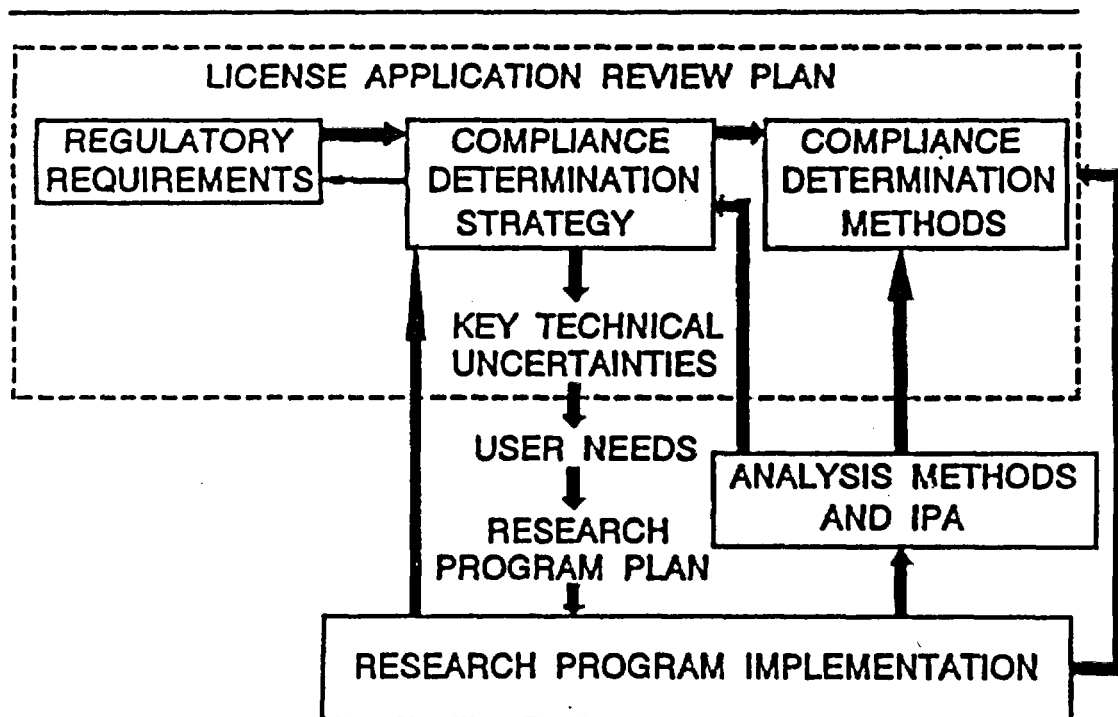 LICENSE APPLICATION REVIEW PLAN
REGULATORY
REQUIREMENTS
COMPLIANCE
DETERMINATION
STRATEGY
COMPLIANCE
DETERMINATION
METHODS
KEY TECHNICAL
UNCERTAINTIES
USER NEEDS
RESEARCH
PROGRAM PLAN
ANALYSIS METHODS
AND IPA
RESEARCH PROGRAM IMPLEMENTATION